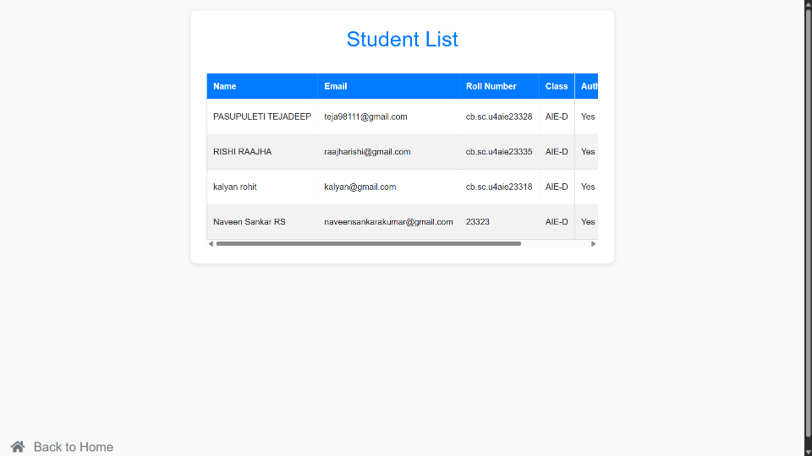 Student List
Name Email Roll Number Class Auth
PASUPULETI TEJADEEP teja98111@gmail.com cb.sc.u4aie23328 AIE-D Yes
RISHI RAAJHA raajharishi@gmail.com cb.sc.u4aie23335 AIE-D Yes
kalyan rohit kalyan@gmail.com cb.sc.u4aie23318 AIE-D Yes
Naveen Sankar RS naveensankarakumar@gmail.com 23323 AIE-D Yes
Back to Home